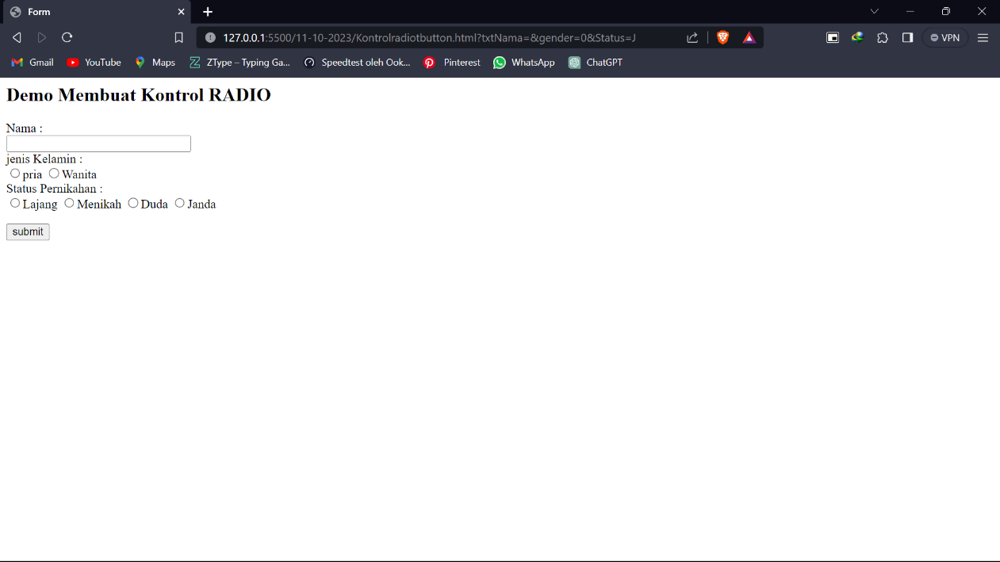 Form
127.0.0.1:5500/11-10-2023/Kontrolradiotbutton.html?txtNama=&gender=0&Status=J
VPN
Gmail YouTube Maps ZType – Typing Ga... Speedtest oleh Ook... Pinterest WhatsApp ChatGPT
Demo Membuat Kontrol RADIO
Nama :
jenis Kelamin :
pria Wanita
Status Pernikahan :
Lajang Menikah Duda Janda
submit